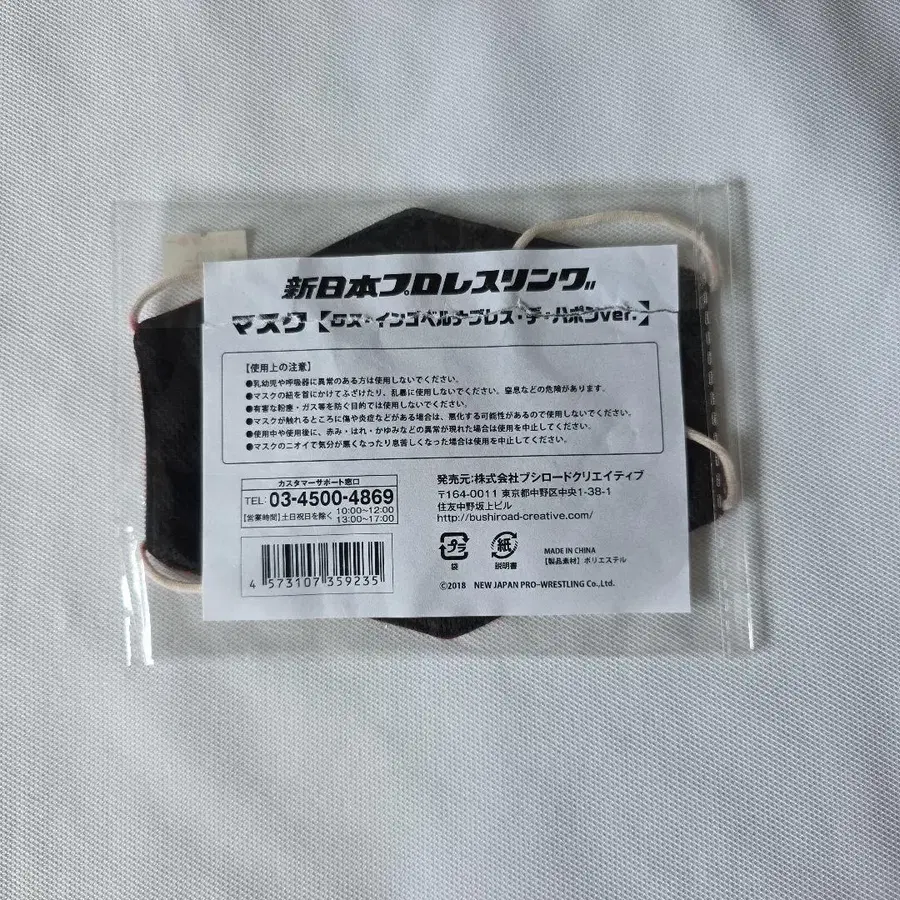 新日本プロレスリング
マスク【ロス・インゴベルナブレス・デ・ハポンver.】
【使用上の注意】
●乳幼児や呼吸器に異常のある方は使用しないでください。
●マスクの紐を首にかけてふざけたり、乱暴に使用しないでください。窒息などの危険があります。
●有害な粉塵・ガス等を防ぐ目的では使用しないでください。
●マスクが触れるところに傷や炎症などがある場合は、悪化する可能性があるので使用しないでください。
●使用中や使用後に、赤み・はれ・かゆみなどの異常が現れた場合は使用を中止してください。
●マスクのニオイで気分が悪くなったり息苦しくなった場合は使用を中止してください。
カスタマーサポート窓口
TEL: 03-4500-4869
【営業時間】土日祝日を除く 10:00~12:00
13:00~17:00
発売元:株式会社ブシロードクリエイティブ
〒164-0011 東京都中野区中央1-38-1
住友中野坂上ビル
http://bushiroad-creative.com/
プラ
袋
紙
説明書
MADE IN CHINA
【製品素材】ポリエステル
4 573107 359235
©2018 NEW JAPAN PRO-WRESTLING Co.,Ltd.